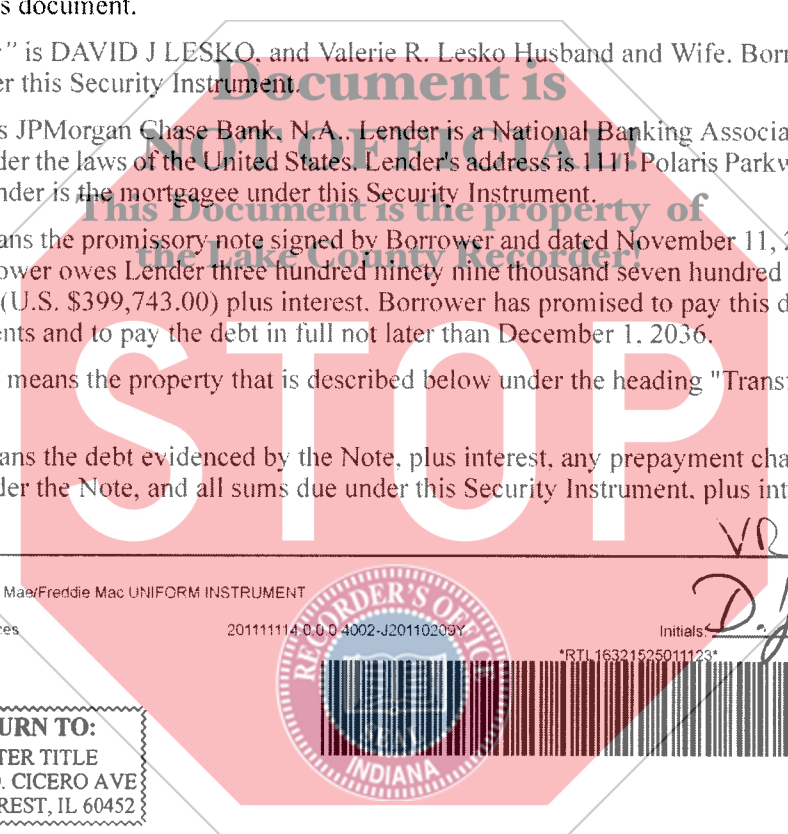 s document.
" is DAVID J LESKO, and Valerie R. Lesko Husband and Wife. Borr
er this Security Instrument.
Document is
s JPMorgan Chase Bank, N.A.. Lender is a National Banking Associa
NOT OFFICIAL!
der the laws of the United States. Lender's address is 1111 Polaris Parkw
nder is the mortgagee under this Security Instrument.
This Document is the property of
ans the promissory note signed by Borrower and dated November 11, 2
the Lake County Recorder!
ower owes Lender three hundred ninety nine thousand seven hundred
(U.S. $399,743.00) plus interest. Borrower has promised to pay this d
ents and to pay the debt in full not later than December 1, 2036.
STOP
means the property that is described below under the heading "Transf
ans the debt evidenced by the Note, plus interest, any prepayment cha
der the Note, and all sums due under this Security Instrument, plus int
VR
Mae/Freddie Mac UNIFORM INSTRUMENT
ces
201111114.0.0.0.4002-J20110209Y
Initials:
D.J
*RTL16321525011123*
RECORDER'S OFFICE
SEAL
INDIANA
URN TO:
TER TITLE
. CICERO AVE
REST, IL 60452